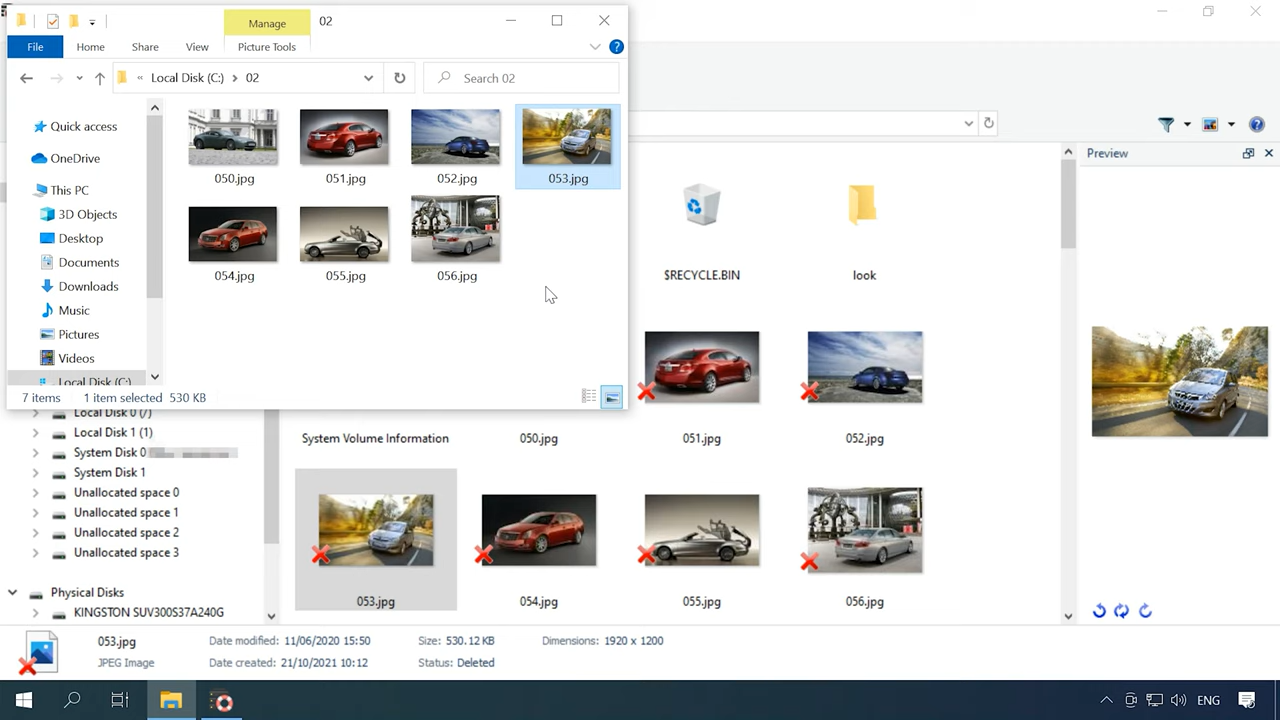 Manage
02
File
Home
Share
View
Picture Tools
?
«
Local Disk (C:)
02
Search 02
Quick access
OneDrive
This PC
3D Objects
Desktop
Documents
Downloads
Music
Pictures
Videos
Local Disk (C:)
050.jpg
051.jpg
052.jpg
053.jpg
054.jpg
055.jpg
056.jpg
7 items
1 item selected
530 KB
?
Preview
$RECYCLE.BIN
look
System Volume Information
050.jpg
051.jpg
052.jpg
053.jpg
054.jpg
055.jpg
056.jpg
Local Disk 1 (1)
System Disk 0
System Disk 1
Unallocated space 0
Unallocated space 1
Unallocated space 2
Unallocated space 3
Physical Disks
KINGSTON SUV300S37A240G
053.jpg
JPEG Image
Date modified: 11/06/2020 15:50
Date created: 21/10/2021 10:12
Size: 530.12 KB
Status: Deleted
Dimensions: 1920 x 1200
ENG